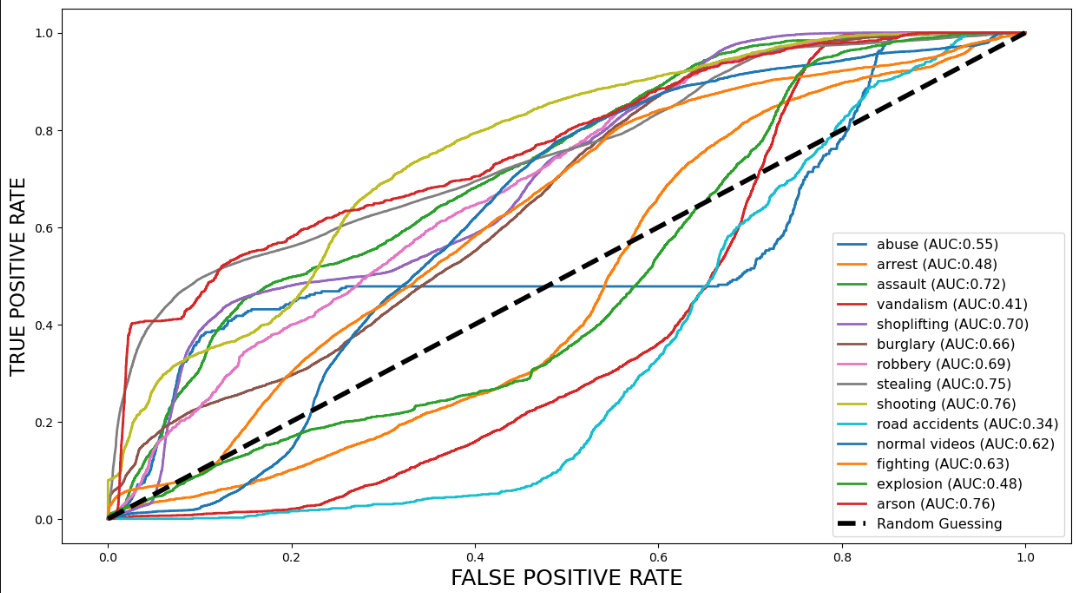 1.0
0.8
0.6
0.4
0.2
0.0
TRUE POSITIVE RATE
abuse (AUC:0.55)
arrest (AUC:0.48)
assault (AUC:0.72)
vandalism (AUC:0.41)
shoplifting (AUC:0.70)
burglary (AUC:0.66)
robbery (AUC:0.69)
stealing (AUC:0.75)
shooting (AUC:0.76)
road accidents (AUC:0.34)
normal videos (AUC:0.62)
fighting (AUC:0.63)
explosion (AUC:0.48)
arson (AUC:0.76)
Random Guessing
0.0 0.2 0.4 0.6 0.8 1.0
FALSE POSITIVE RATE